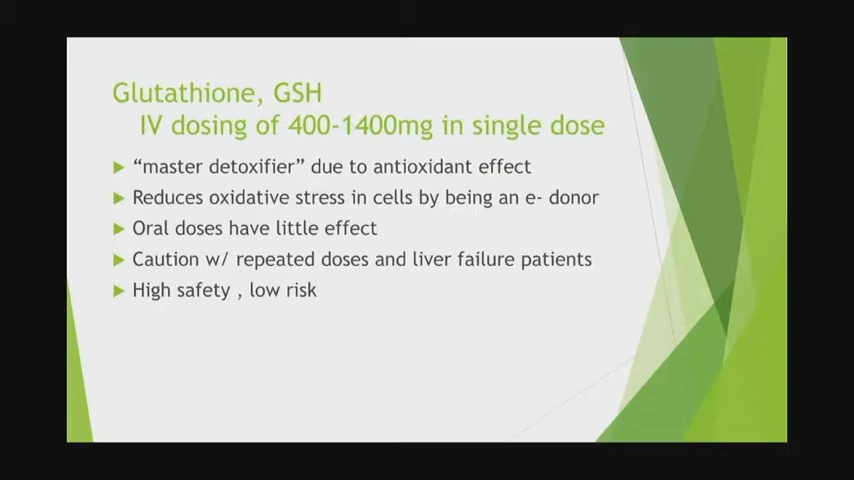 Glutathione, GSH
IV dosing of 400-1400mg in single dose
“master detoxifier” due to antioxidant effect
Reduces oxidative stress in cells by being an e- donor
Oral doses have little effect
Caution w/ repeated doses and liver failure patients
High safety , low risk